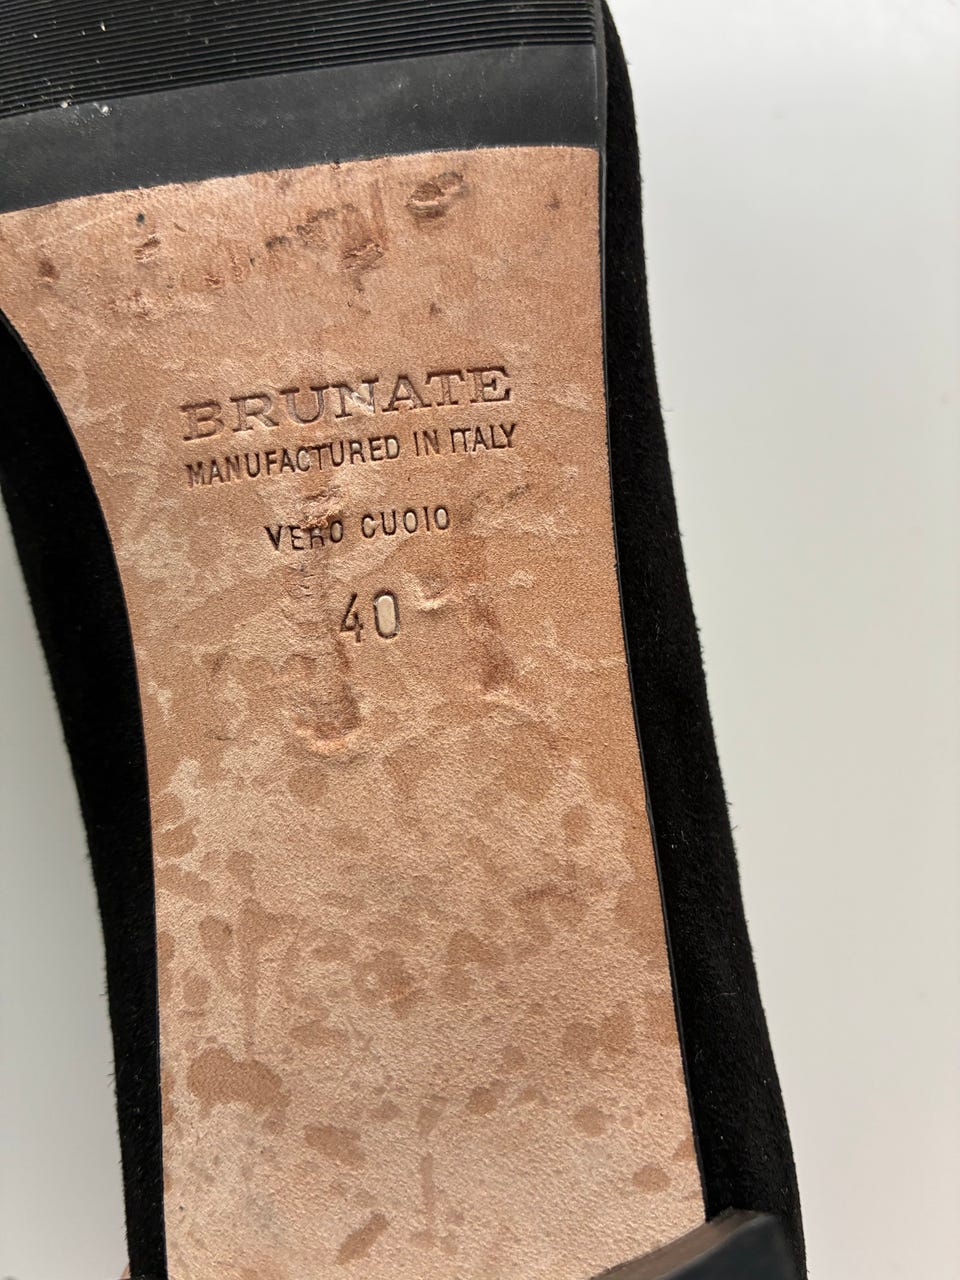 BRUNATE
MANUFACTURED IN ITALY
VERO CUOIO
40